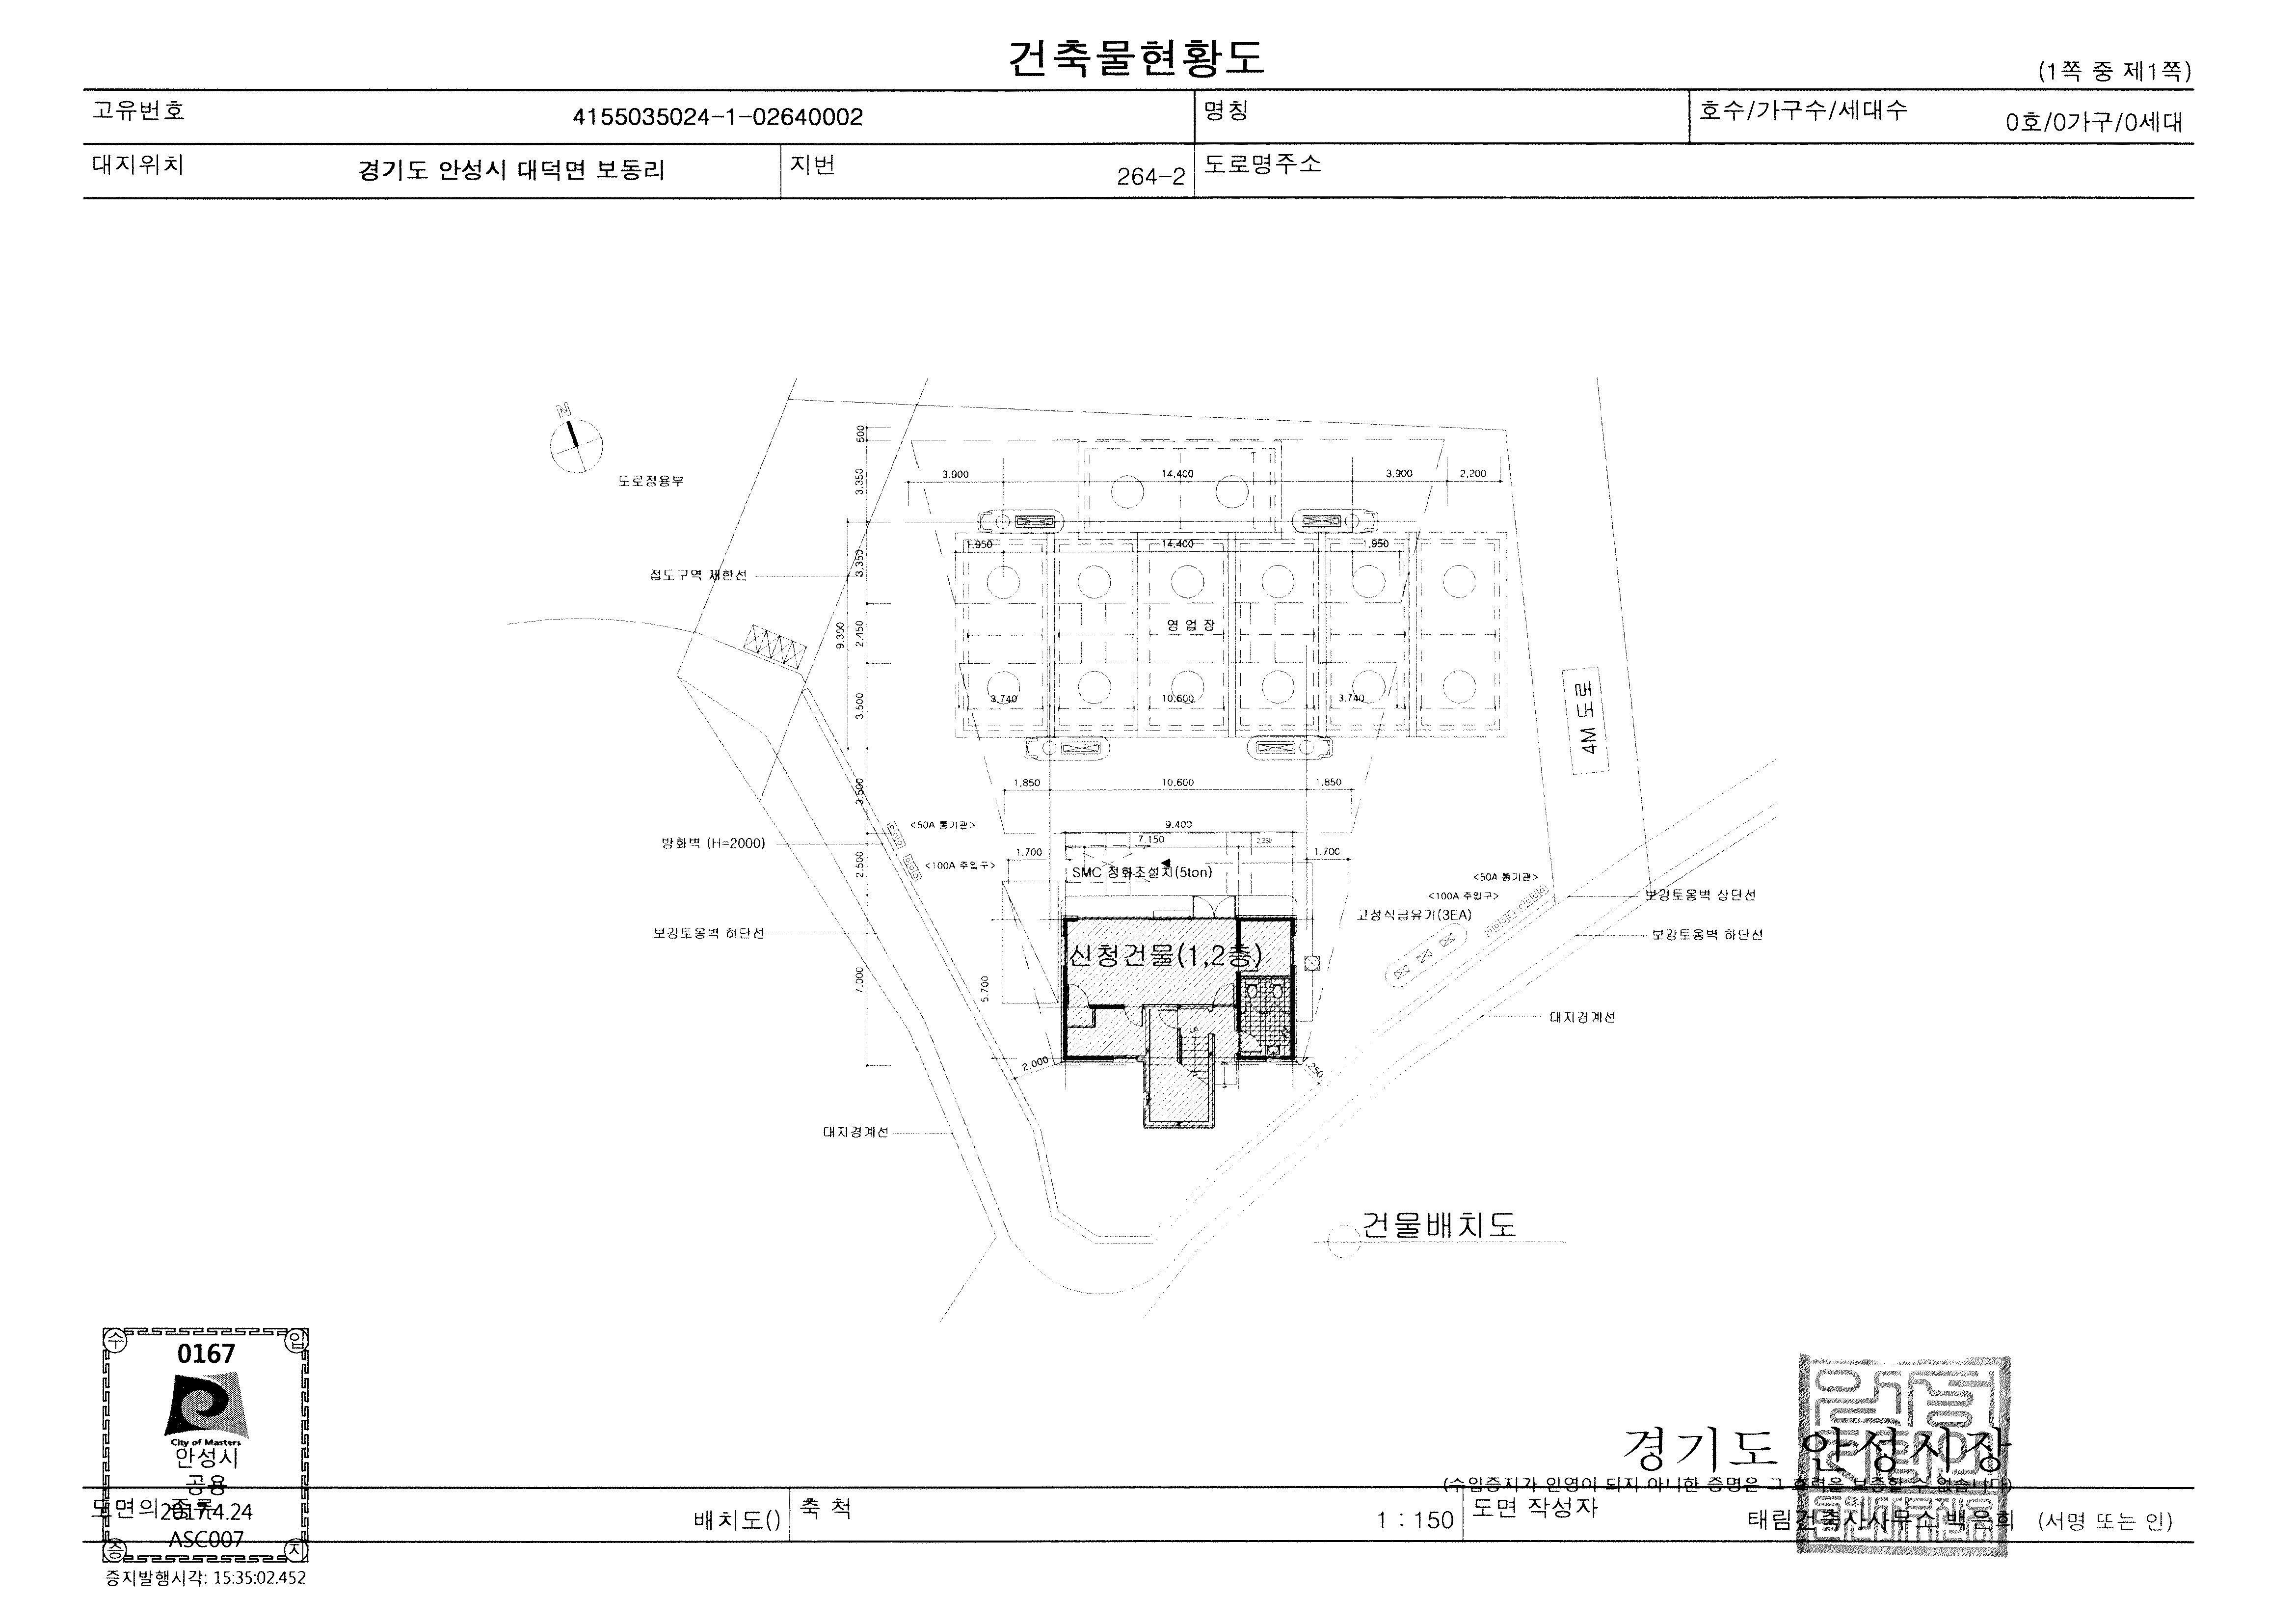 건축물현황도
(1쪽 중 제1쪽)
고유번호 4155035024-1-02640002 명칭 호수/가구수/세대수 0호/0가구/0세대
대지위치 경기도 안성시 대덕면 보동리 지번 264-2 도로명주소
N
도로점용부
500
3.350
3.900 14.400 3.900 2.200
1.950 14.400 1.950
접도구역 제한선
3.350
영업장
9.300
2.450
3.740 10.600 3.740
3.500
4M 도로
1.850 10.600 1.850
3.500
<50A 통기관>
9.400
방화벽 (H=2000)
7.150 2.250
1.700 1.700
<100A 주입구>
2.500
SMC 정화조설치(5ton)
<50A 통기관>
<100A 주입구>
보강토옹벽 상단선
고정식급유기(3EA)
보강토옹벽 하단선
보강토옹벽 하단선
신청건물(1,2층)
7.000
5.700
대지경계선
2.000
1.250
대지경계선
건물배치도
수 입
0167
City of Masters
안성시
공용
2017.4.24
ASC007
증 지
증지발행시각: 15:35:02.452
경기도 안성시장
(수입증지가 인영이 되지 아니한 증명은 그 효력을 보증할 수 없습니다)
도면의 종류 배치도() 축 척 1 : 150 도면 작성자 태림건축사사무소 백은희 (서명 또는 인)